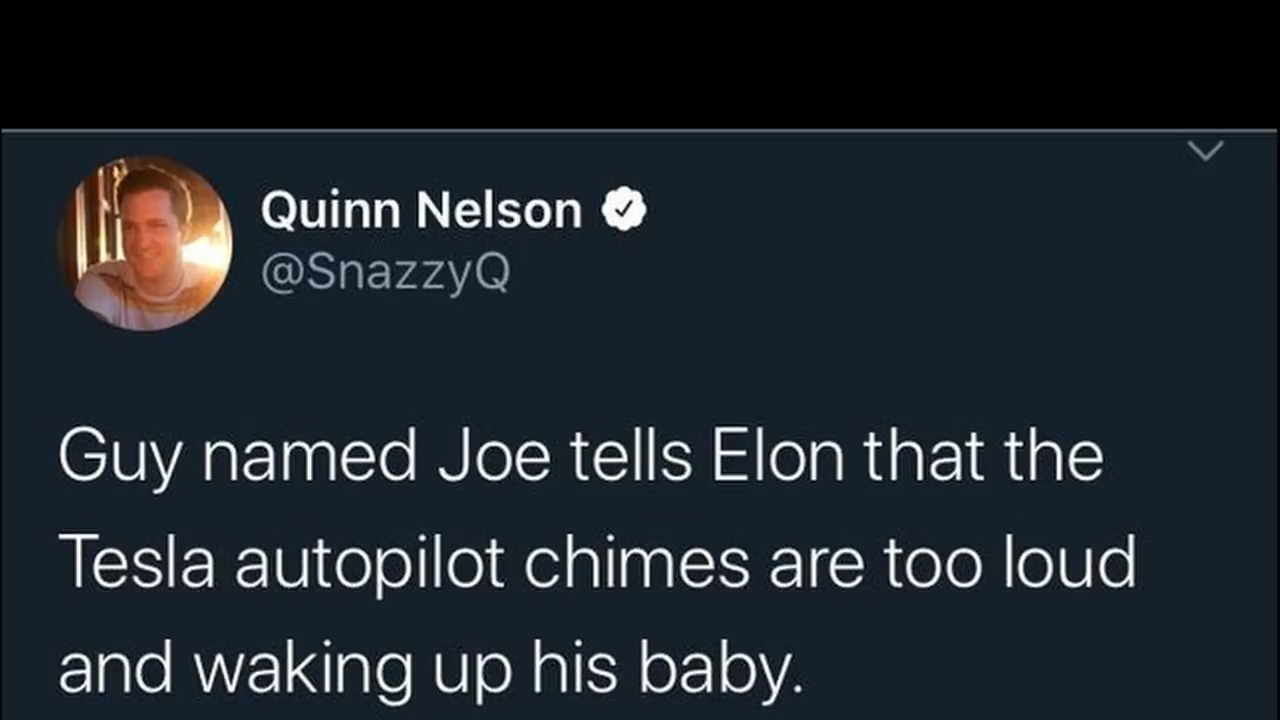 Quinn Nelson
@SnazzyQ
Guy named Joe tells Elon that the
Tesla autopilot chimes are too loud
and waking up his baby.